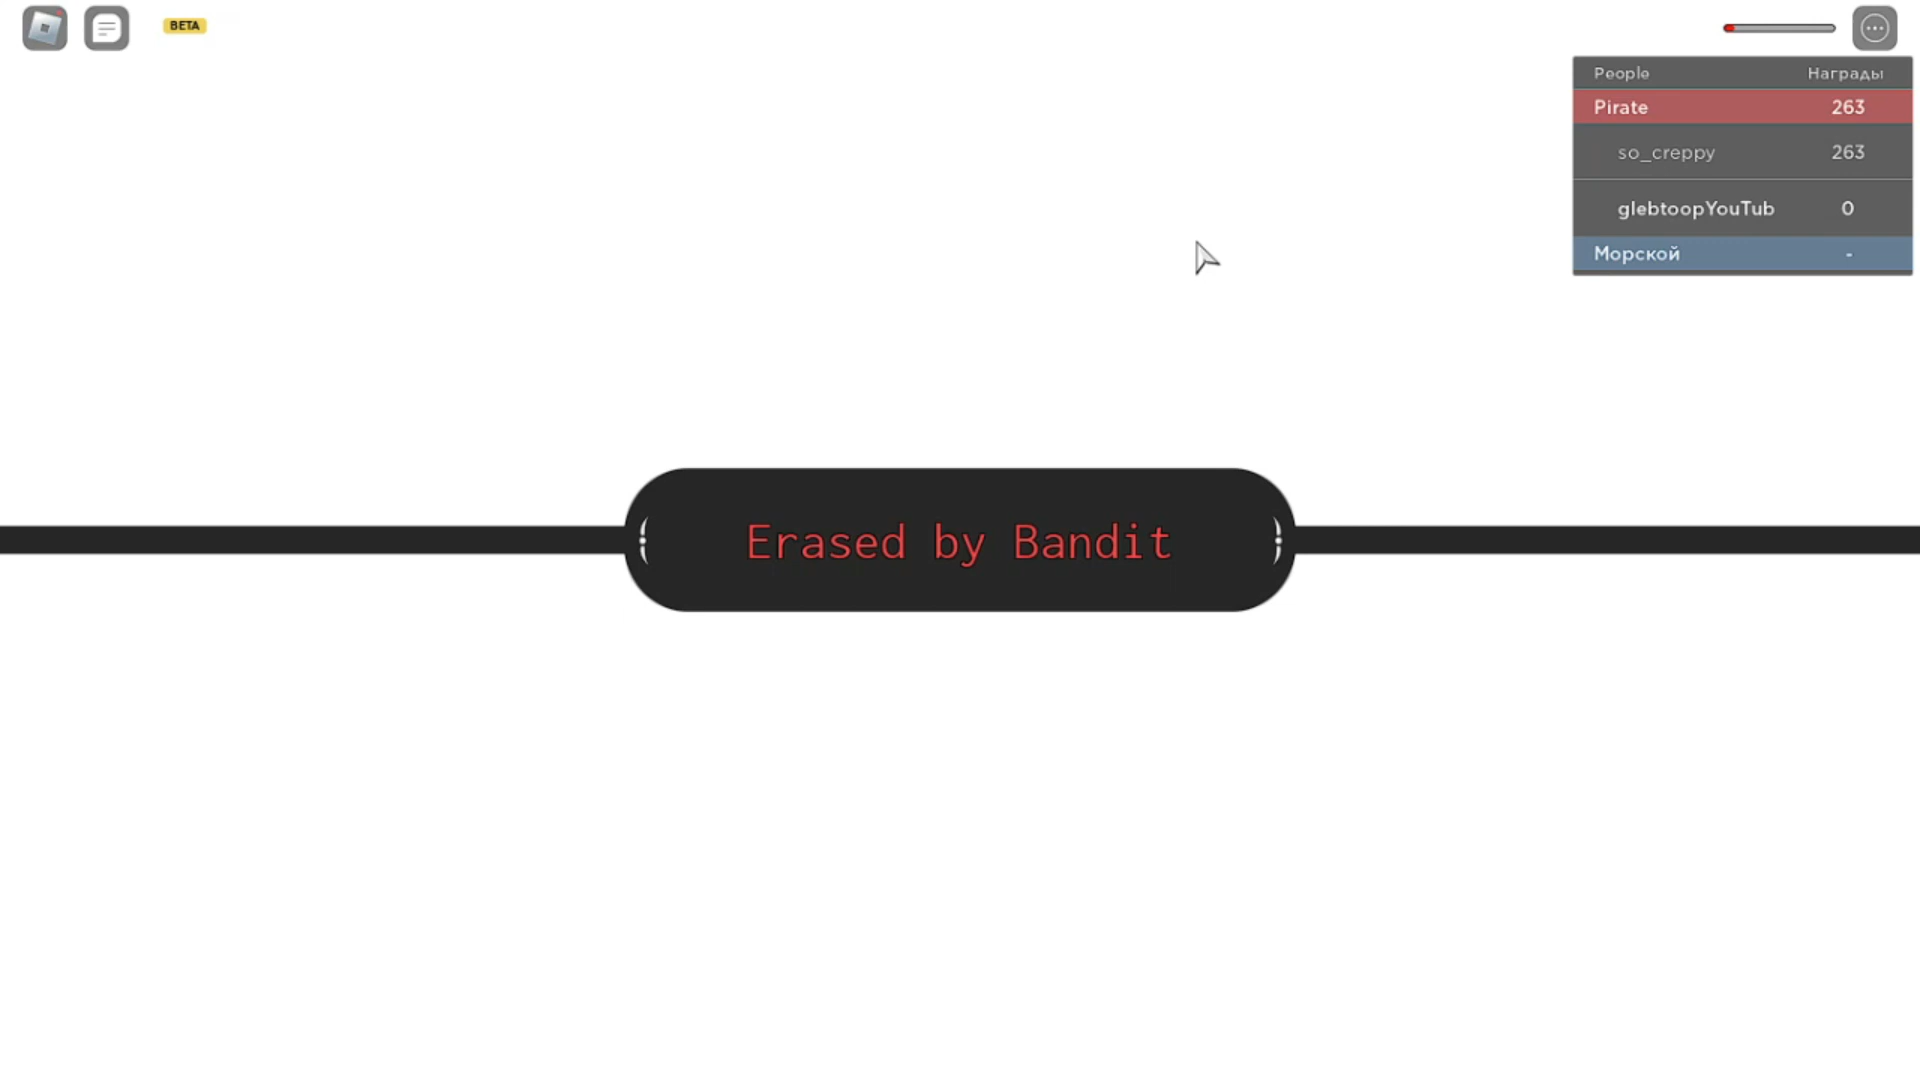 BETA
People Награды
Pirate 263
so_creppy 263
glebtoopYouTub 0
Морской -
Erased by Bandit